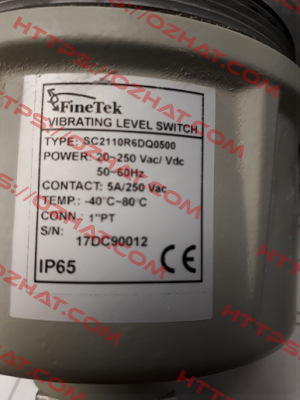 FineTek
VIBRATING LEVEL SWITCH
TYPE: SC2110R6DQ0500
POWER: 20~250 Vac/ Vdc
50~60Hz
CONTACT: 5A/250 Vac
TEMP.: -40℃~80℃
CONN.: 1"PT
S/N: 17DC90012
IP65 CE
HTTPS://OZHAT.COM